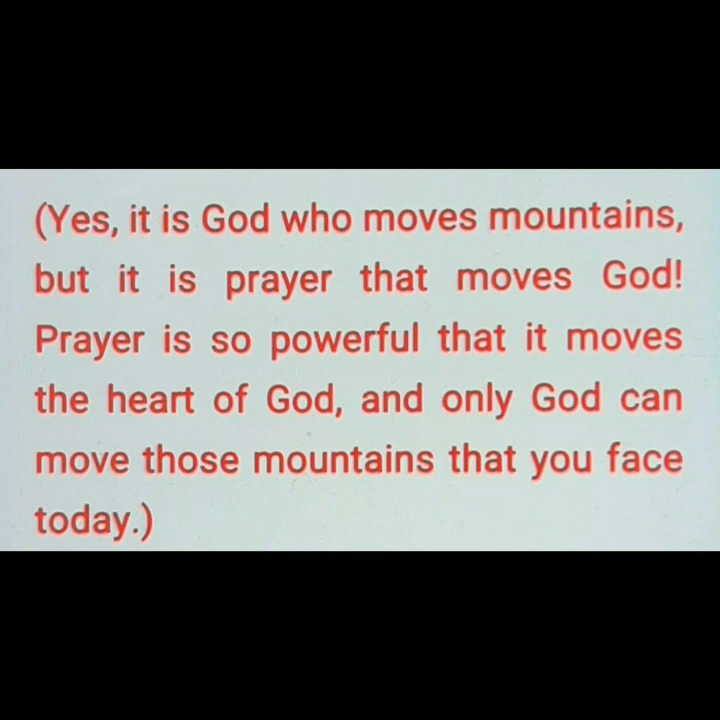 (Yes, it is God who moves mountains,
but it is prayer that moves God!
Prayer is so powerful that it moves
the heart of God, and only God can
move those mountains that you face
today.)